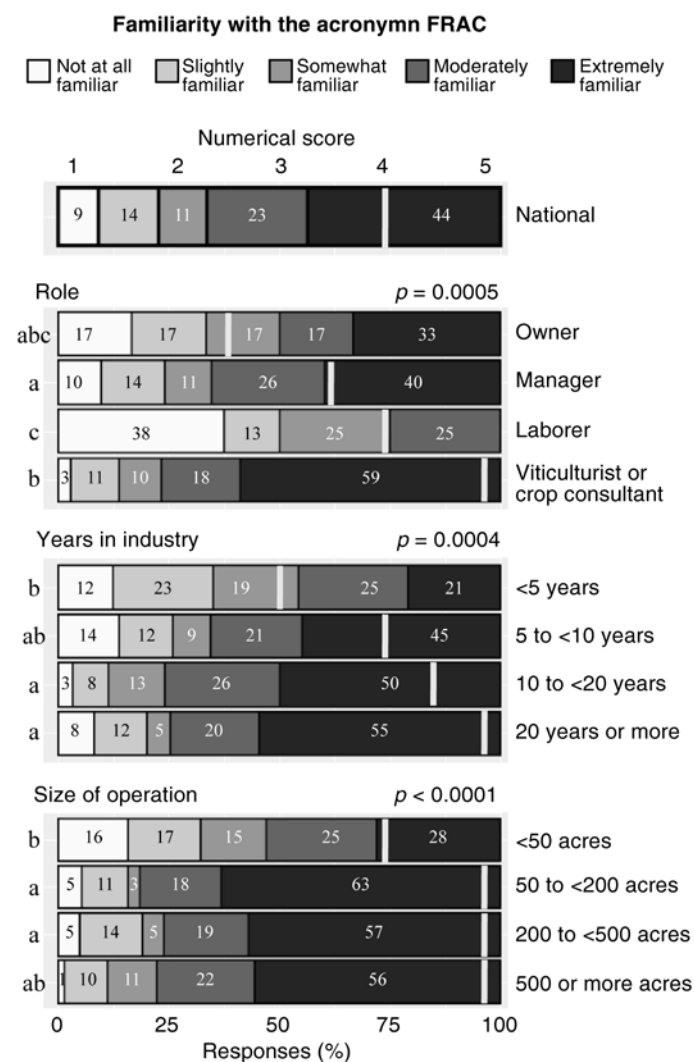 Familiarity with the acronymn FRAC
Not at all familiar
Slightly familiar
Somewhat familiar
Moderately familiar
Extremely familiar
Numerical score
1 2 3 4 5
9 14 11 23 44 National
Role p = 0.0005
abc 17 17 17 17 33 Owner
a 10 14 11 26 40 Manager
c 38 13 25 25 Laborer
b 3 11 10 18 59 Viticulturist or
crop consultant
Years in industry p = 0.0004
b 12 23 19 25 21 <5 years
ab 14 12 9 21 45 5 to <10 years
a 3 8 13 26 50 10 to <20 years
a 8 12 5 20 55 20 years or more
Size of operation p < 0.0001
b 16 17 15 25 28 <50 acres
a 5 11 3 18 63 50 to <200 acres
a 5 14 5 19 57 200 to <500 acres
ab 1 10 11 22 56 500 or more acres
0 25 50 75 100
Responses (%)